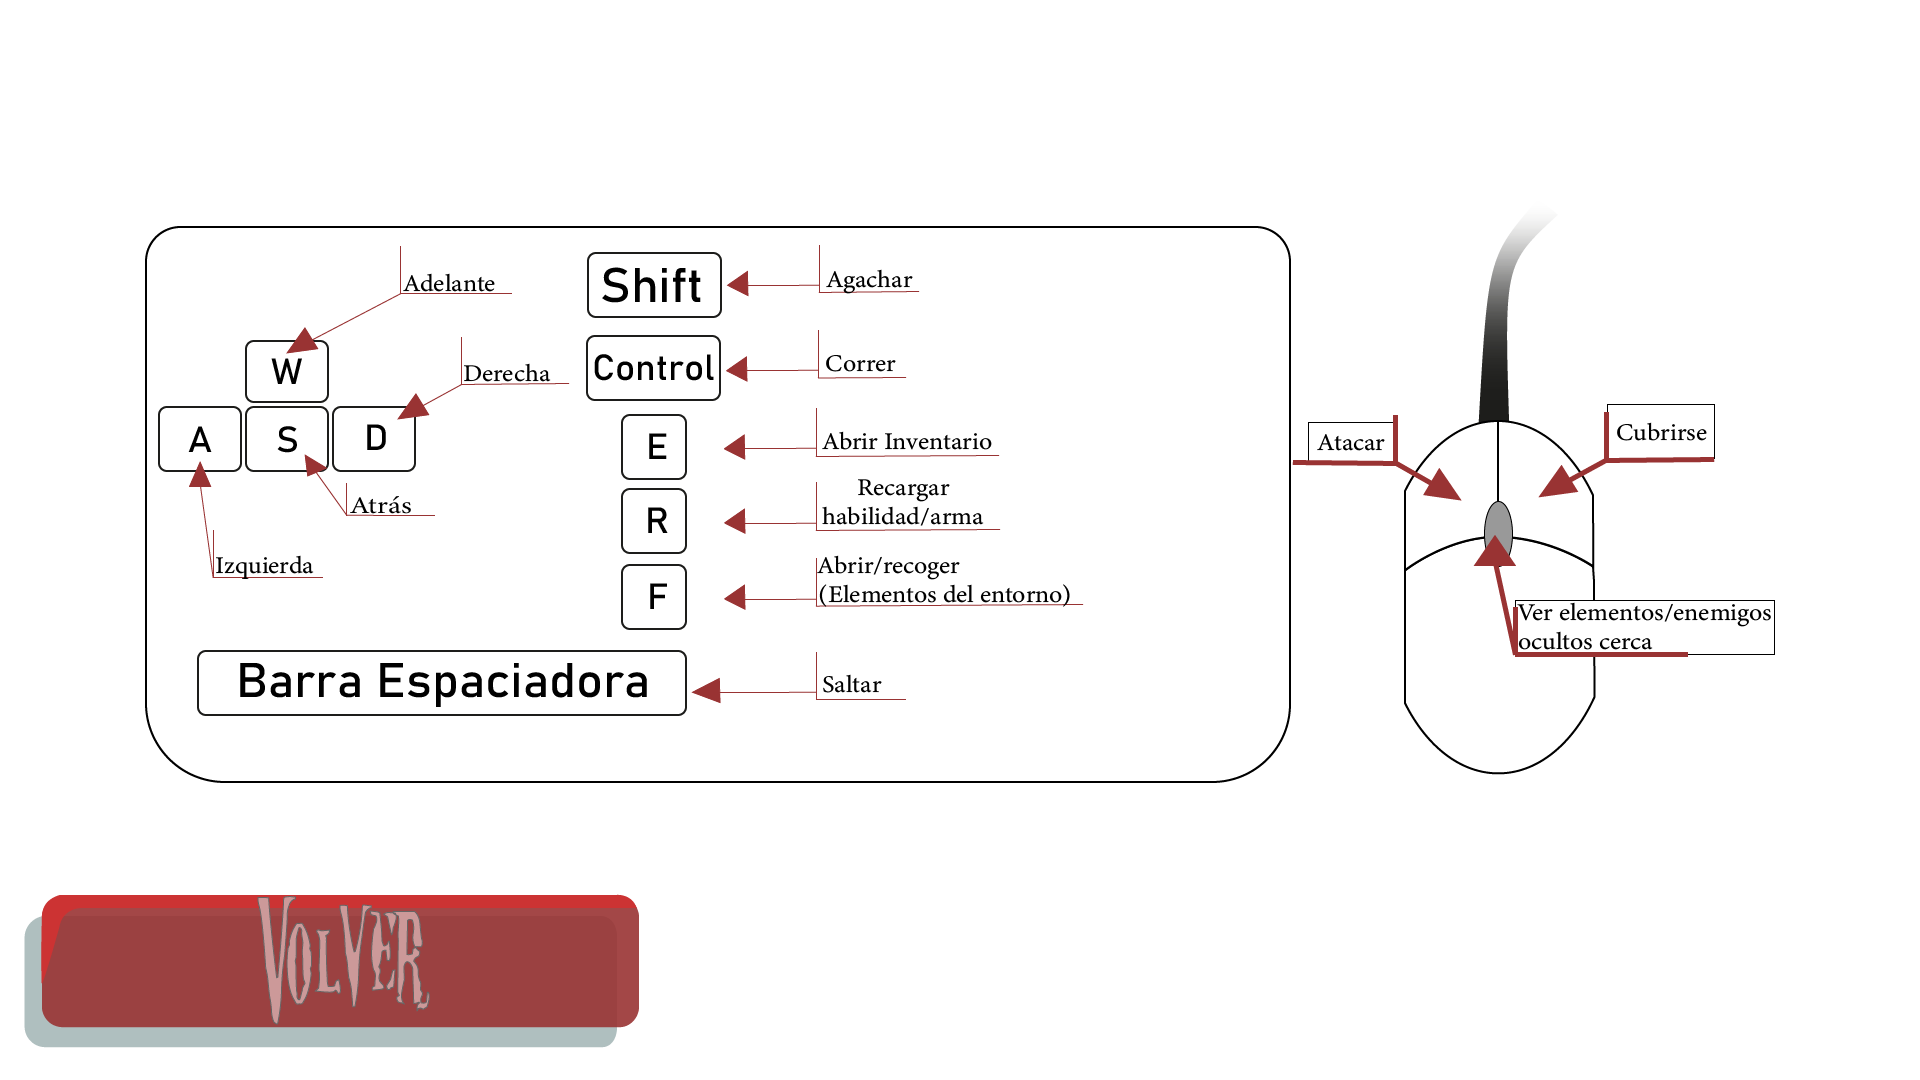 Adelante
W
Derecha
A
S
D
Atrás
Izquierda
Shift
Agachar
Control
Correr
E
Abrir Inventario
R
Recargar
habilidad/arma
F
Abrir/recoger
(Elementos del entorno)
Barra Espaciadora
Saltar
Atacar
Cubrirse
Ver elementos/enemigos
ocultos cerca
VOLVER